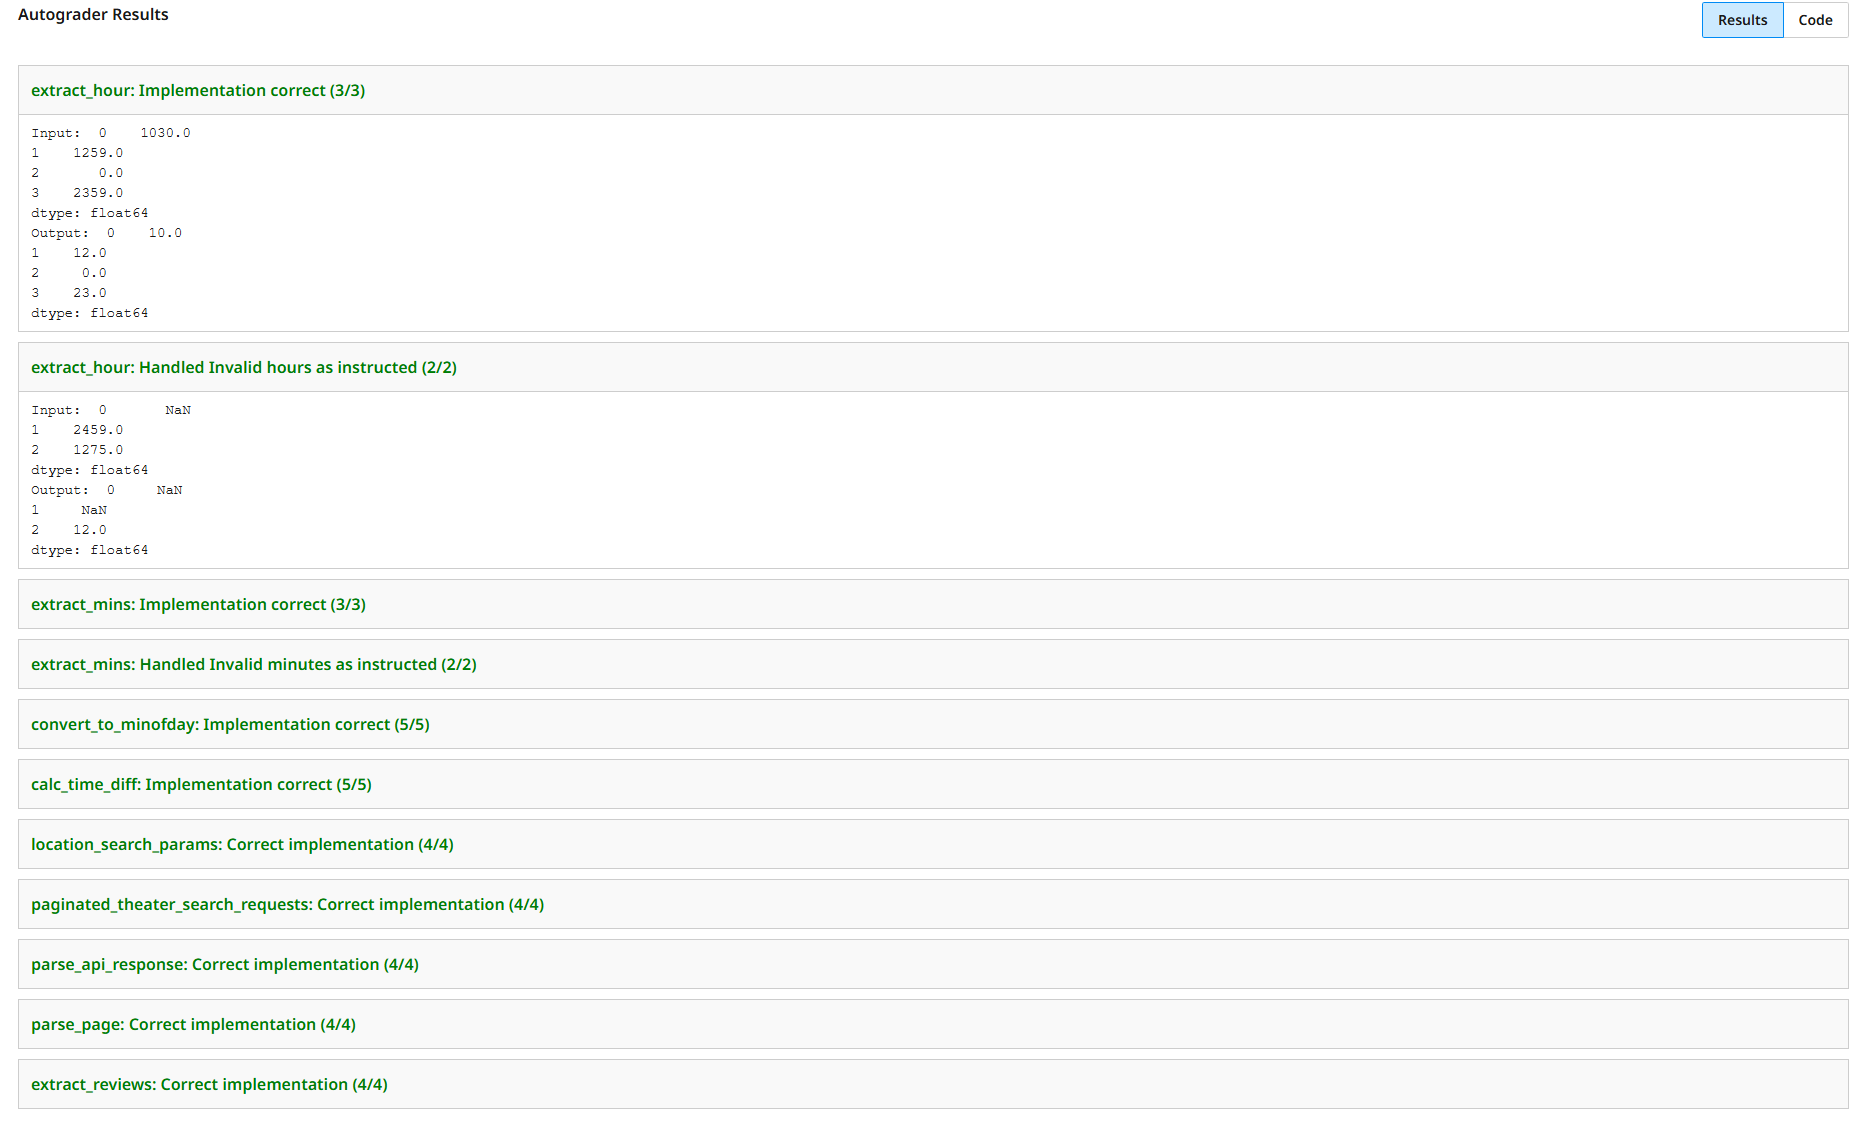 Autograder Results
Results Code
extract_hour: Implementation correct (3/3)
Input:  0    1030.0
1    1259.0
2       0.0
3    2359.0
dtype: float64
Output:  0    10.0
1    12.0
2     0.0
3    23.0
dtype: float64
extract_hour: Handled Invalid hours as instructed (2/2)
Input:  0       NaN
1    2459.0
2    1275.0
dtype: float64
Output:  0     NaN
1     NaN
2    12.0
dtype: float64
extract_mins: Implementation correct (3/3)
extract_mins: Handled Invalid minutes as instructed (2/2)
convert_to_minofday: Implementation correct (5/5)
calc_time_diff: Implementation correct (5/5)
location_search_params: Correct implementation (4/4)
paginated_theater_search_requests: Correct implementation (4/4)
parse_api_response: Correct implementation (4/4)
parse_page: Correct implementation (4/4)
extract_reviews: Correct implementation (4/4)